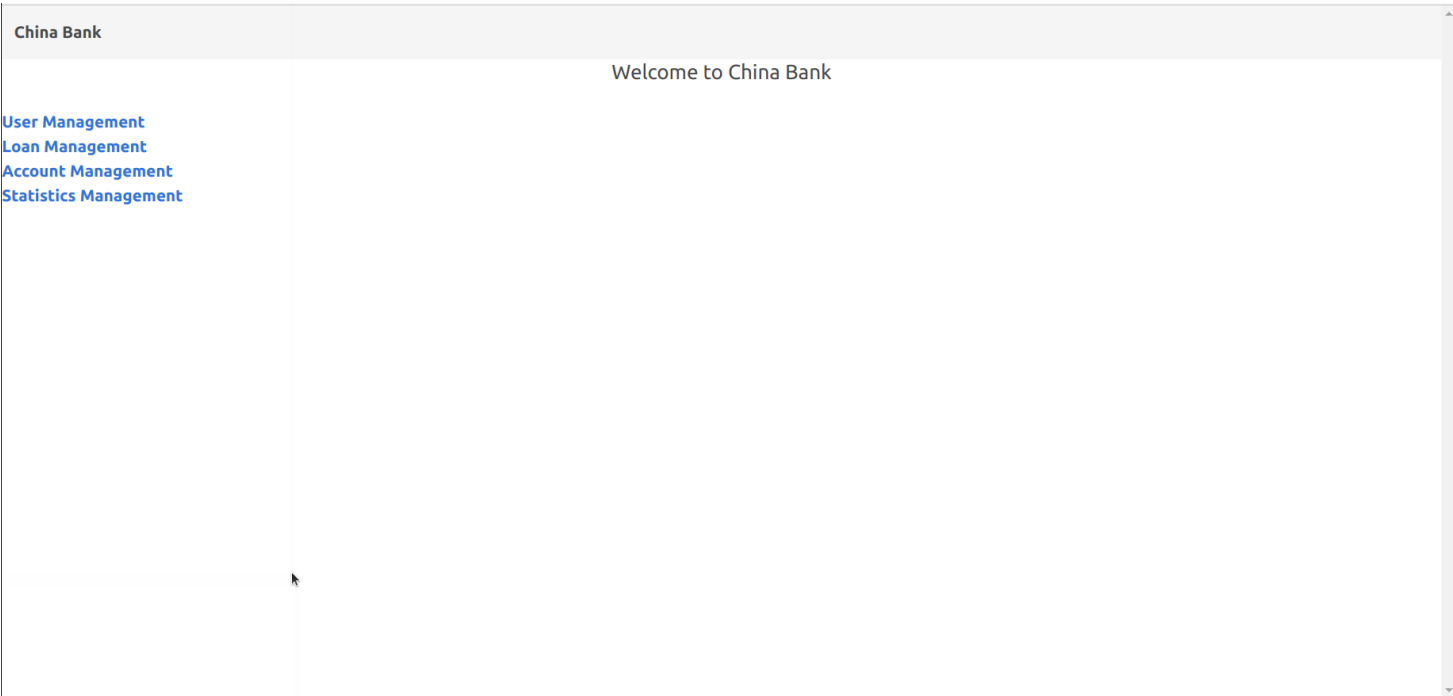 China Bank
Welcome to China Bank
User Management
Loan Management
Account Management
Statistics Management